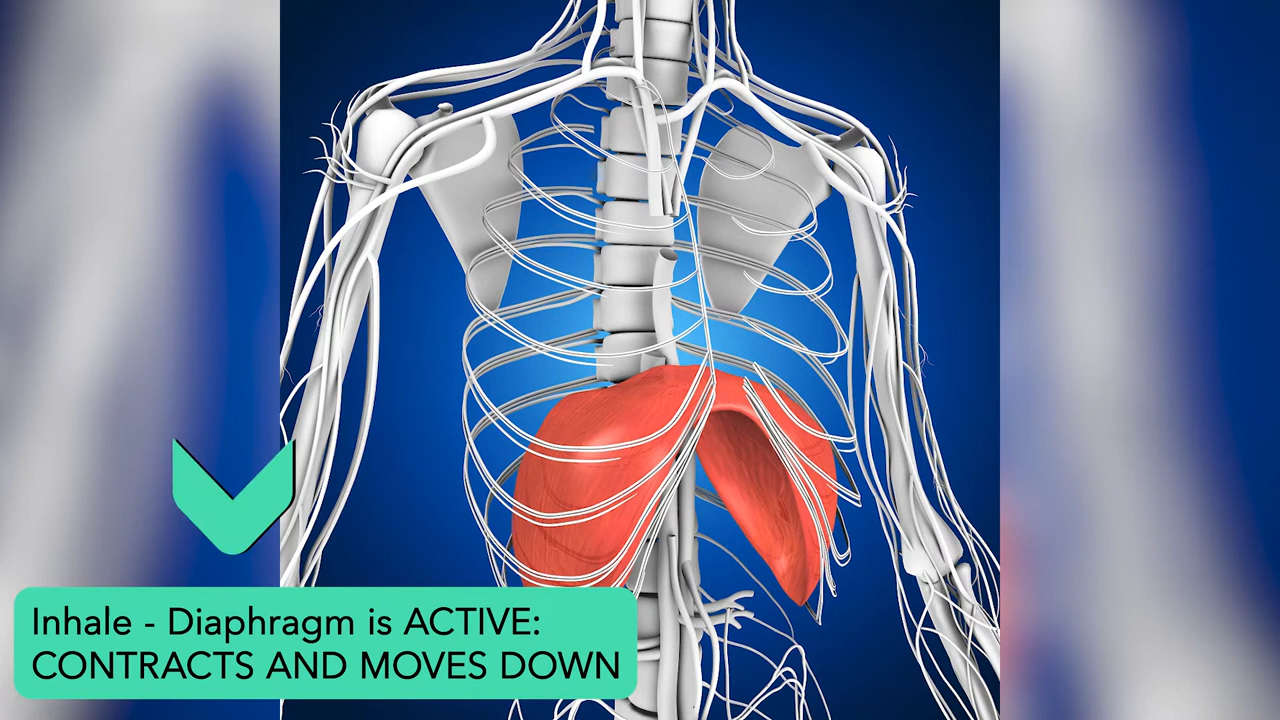 Inhale - Diaphragm is ACTIVE:
CONTRACTS AND MOVES DOWN